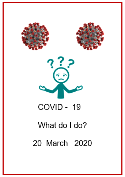 ? ? ?
COVID - 19
What do I do?
20 March 2020